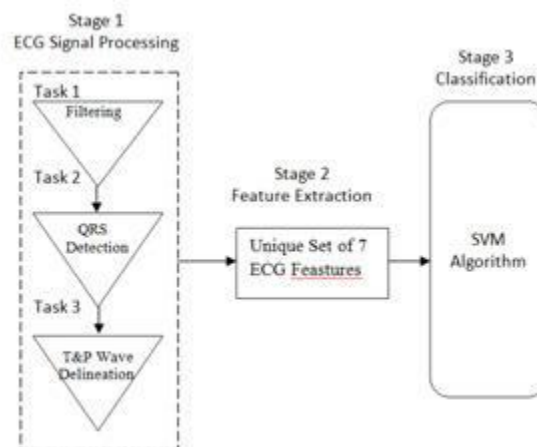 Stage 1
ECG Signal Processing
Task 1
Filtering
Task 2
QRS
Detection
Task 3
T&P Wave
Delineation
Stage 2
Feature Extraction
Unique Set of 7
ECG Feastures
Stage 3
Classification
SVM
Algorithm